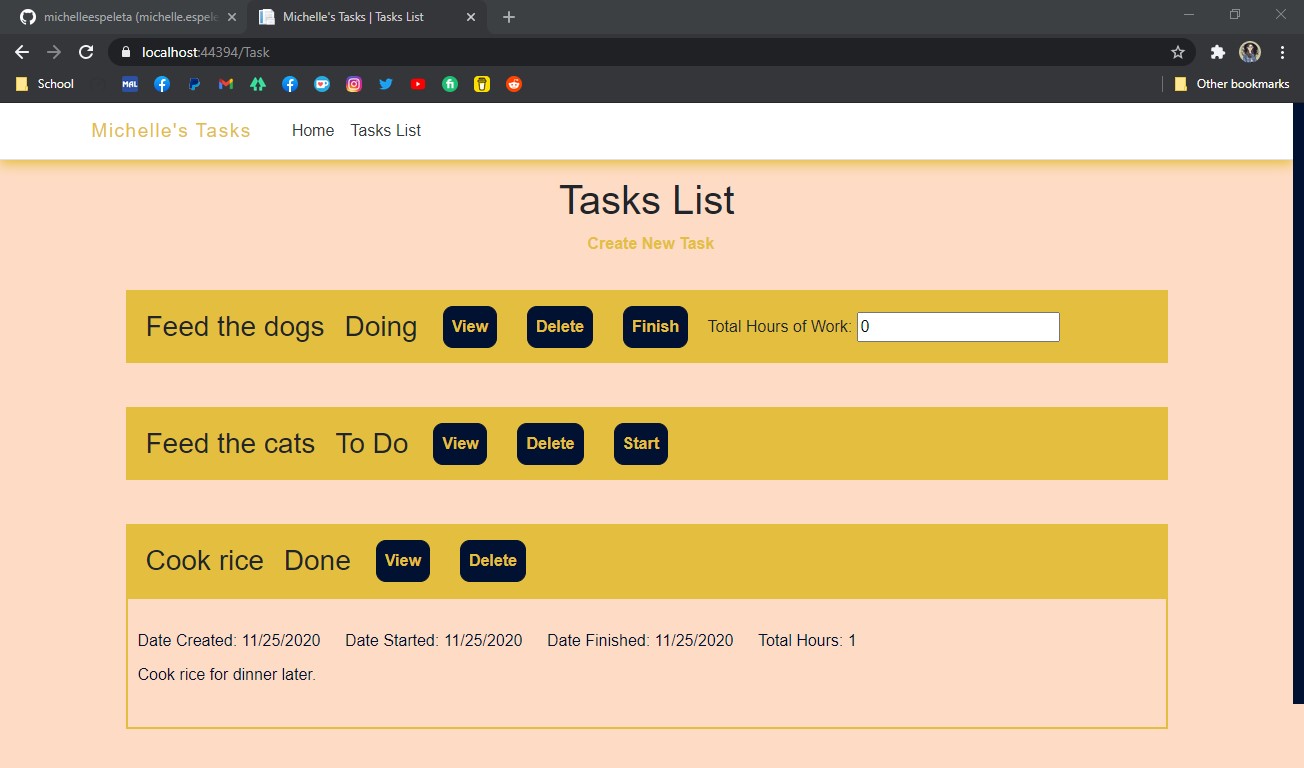 michelleespeleta (michelle.espele
Michelle's Tasks | Tasks List
localhost:44394/Task
School
MAL
Other bookmarks
Michelle's Tasks Home Tasks List
Tasks List
Create New Task
Feed the dogs Doing View Delete Finish Total Hours of Work: 0
Feed the cats To Do View Delete Start
Cook rice Done View Delete
Date Created: 11/25/2020 Date Started: 11/25/2020 Date Finished: 11/25/2020 Total Hours: 1
Cook rice for dinner later.